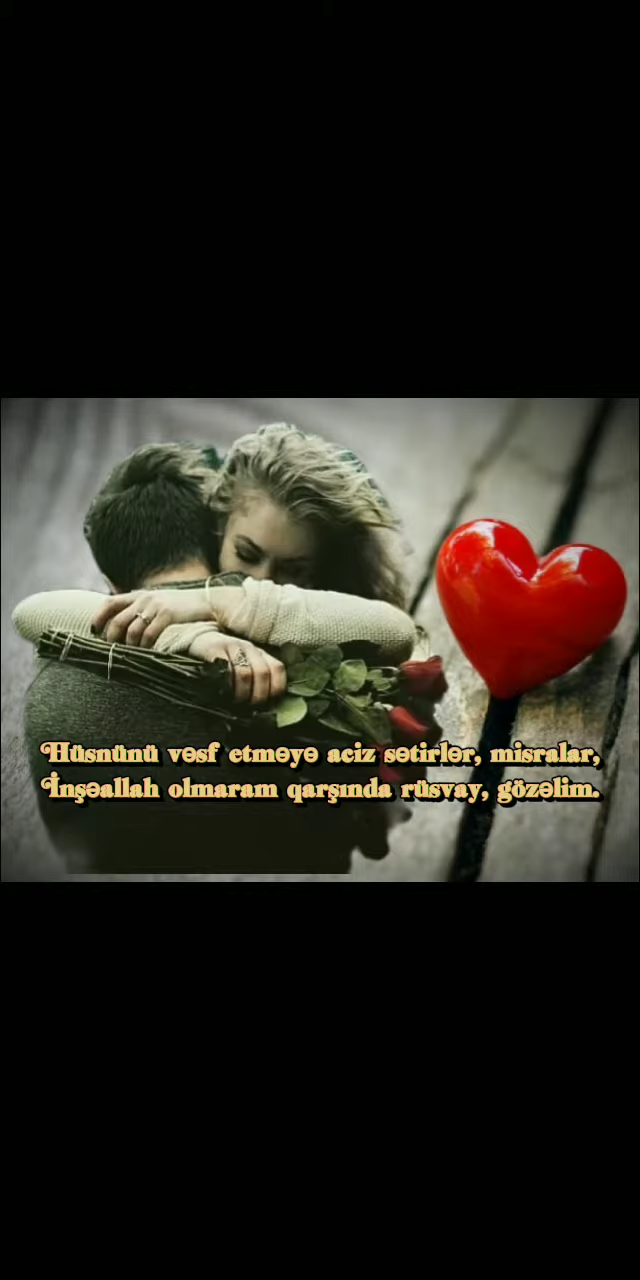 Hüsnünü vəsf etməyə aciz sətirlər, misralar,
İnşəallah olmaram qarşında rüsvay, gözəlim.